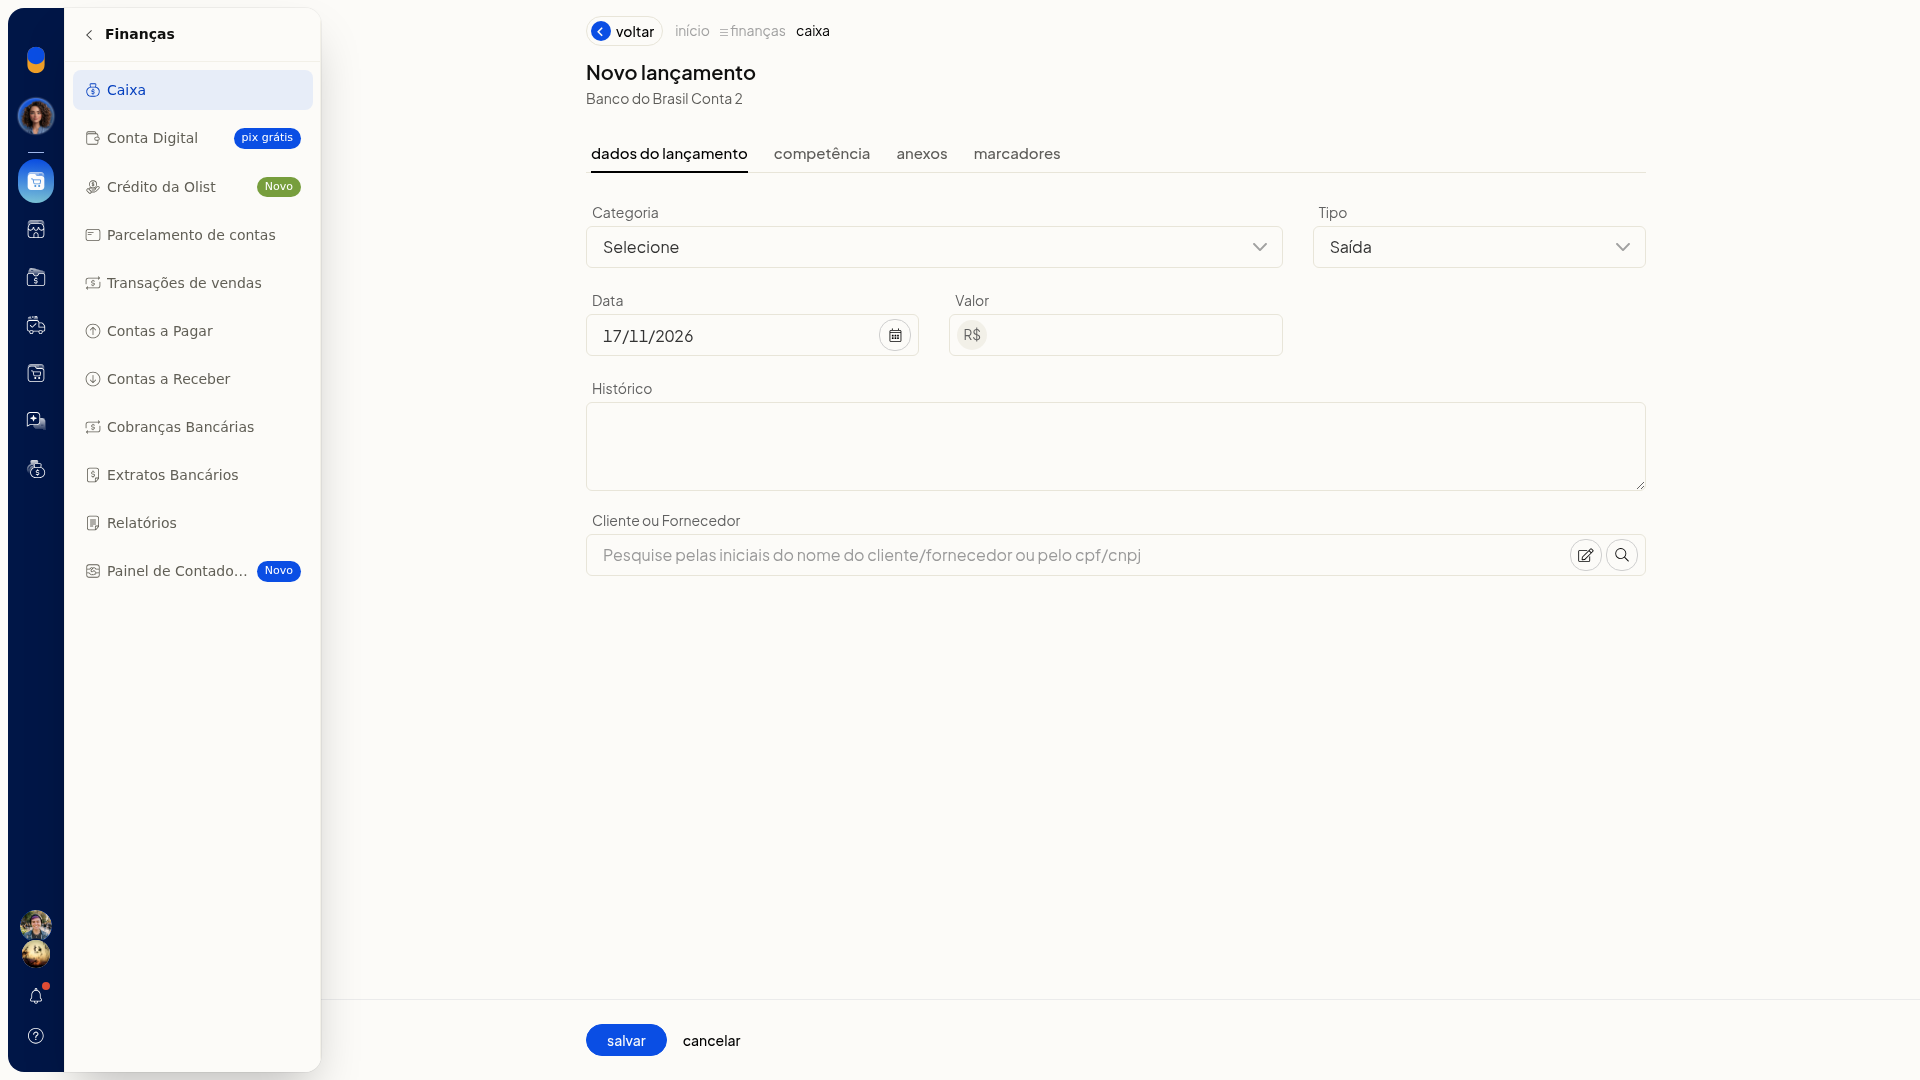 Finanças
Caixa
Conta Digital pix grátis
Crédito da Olist Novo
Parcelamento de contas
Transações de vendas
Contas a Pagar
Contas a Receber
Cobranças Bancárias
Extratos Bancários
Relatórios
Painel de Contado... Novo
voltar início finanças caixa
Novo lançamento
Banco do Brasil Conta 2
dados do lançamento competência anexos marcadores
Categoria Tipo
Selecione Saída
Data Valor
17/11/2026 R$
Histórico
Cliente ou Fornecedor
Pesquise pelas iniciais do nome do cliente/fornecedor ou pelo cpf/cnpj
salvar cancelar